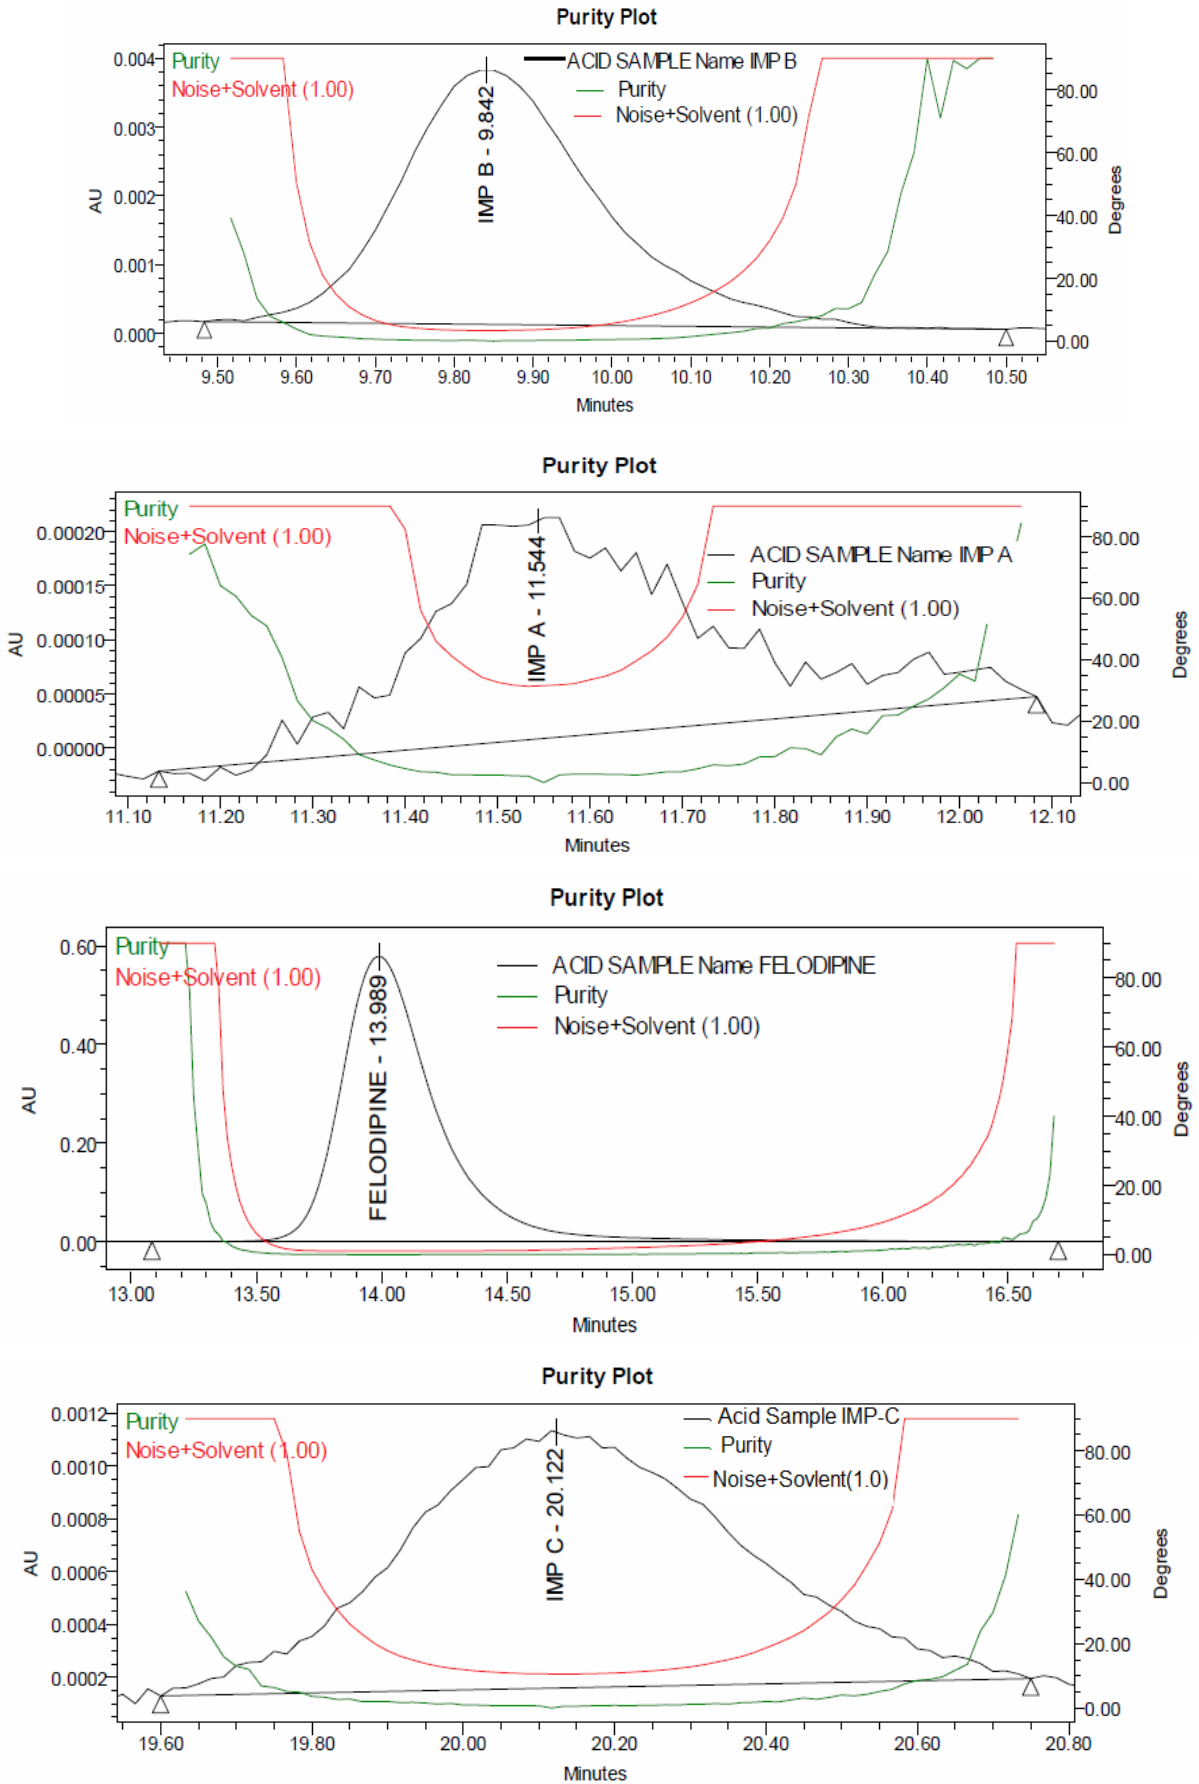 Purity Plot
Purity
Noise+Solvent (1.00)
ACID SAMPLE Name IMP B
Purity
Noise+Solvent (1.00)
IMP B - 9.842
AU
0.004
0.003
0.002
0.001
0.000
80.00
60.00
40.00
20.00
0.00
Degrees
9.50 9.60 9.70 9.80 9.90 10.00 10.10 10.20 10.30 10.40 10.50
Minutes
Purity Plot
Purity
Noise+Solvent (1.00)
ACID SAMPLE Name IMP A
Purity
Noise+Solvent (1.00)
IMP A - 11.544
AU
0.00020
0.00015
0.00010
0.00005
0.00000
80.00
60.00
40.00
20.00
0.00
Degrees
11.10 11.20 11.30 11.40 11.50 11.60 11.70 11.80 11.90 12.00 12.10
Minutes
Purity Plot
Purity
Noise+Solvent (1.00)
ACID SAMPLE Name FELODIPINE
Purity
Noise+Solvent (1.00)
FELODIPINE - 13.989
AU
0.60
0.40
0.20
0.00
80.00
60.00
40.00
20.00
0.00
Degrees
13.00 13.50 14.00 14.50 15.00 15.50 16.00 16.50
Minutes
Purity Plot
Purity
Noise+Solvent (1.00)
Acid Sample IMP-C
Purity
Noise+Sovlent(1.0)
IMP C - 20.122
AU
0.0012
0.0010
0.0008
0.0006
0.0004
0.0002
80.00
60.00
40.00
20.00
0.00
Degrees
19.60 19.80 20.00 20.20 20.40 20.60 20.80
Minutes